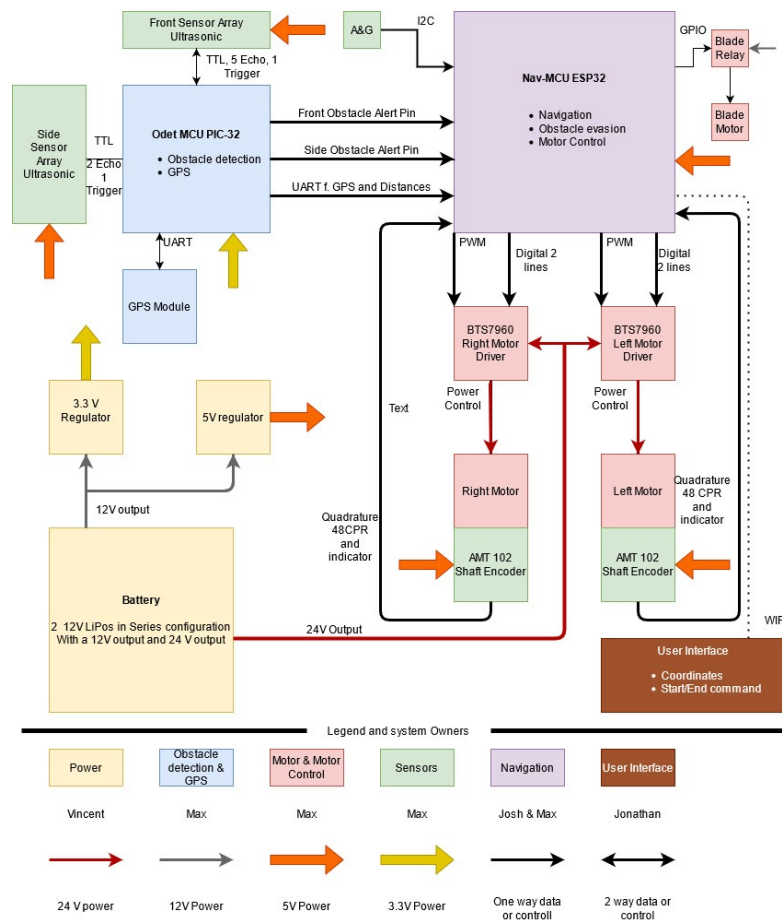 Front Sensor Array
Ultrasonic
A&G
I2C
GPIO
Blade
Relay
Blade
Motor
TTL, 5 Echo, 1
Trigger
Nav-MCU ESP32
• Navigation
• Obstacle evasion
• Motor Control
Side
Sensor
Array
Ultrasonic
TTL
2 Echo
1
Trigger
Odet MCU PIC-32
• Obstacle detection
• GPS
Front Obstacle Alert Pin
Side Obstacle Alert Pin
UART f. GPS and Distances
UART
GPS Module
PWM
Digital 2
lines
PWM
Digital
2 lines
BTS7960
Right Motor
Driver
BTS7960
Left Motor
Driver
3.3 V
Regulator
5V regulator
Text
Power
Control
Power
Control
12V output
Right Motor
Left Motor
Quadrature
48CPR
and
indicator
Quadrature
48 CPR
and
indicator
AMT 102
Shaft Encoder
AMT 102
Shaft Encoder
Battery
2 12V LiPos in Series configuration
With a 12V output and 24 V output
24V Output
WIF
User Interface
• Coordinates
• Start/End command
Legend and system Owners
Power
Obstacle
detection &
GPS
Motor & Motor
Control
Sensors
Navigation
User Interface
Vincent
Max
Max
Max
Josh & Max
Jonathan
24 V power
12V Power
5V Power
3.3V Power
One way data
or controll
2 way data or
control